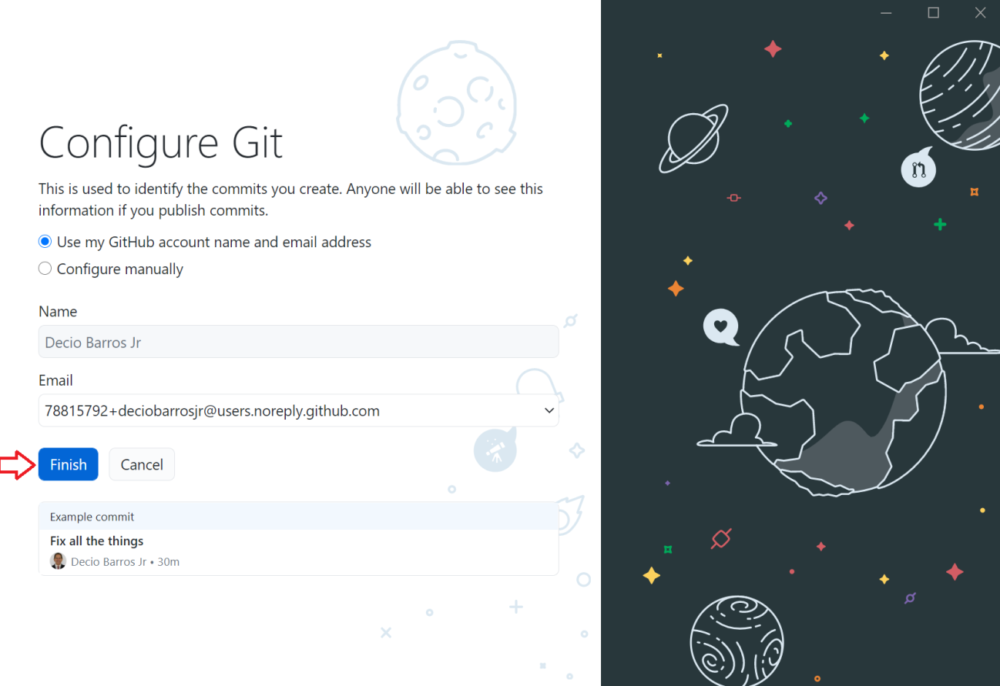 Configure Git
This is used to identify the commits you create. Anyone will be able to see this
information if you publish commits.
Use my GitHub account name and email address
Configure manually
Name
Decio Barros Jr
Email
78815792+deciobarrosjr@users.noreply.github.com
Finish
Cancel
Example commit
Fix all the things
Decio Barros Jr • 30m